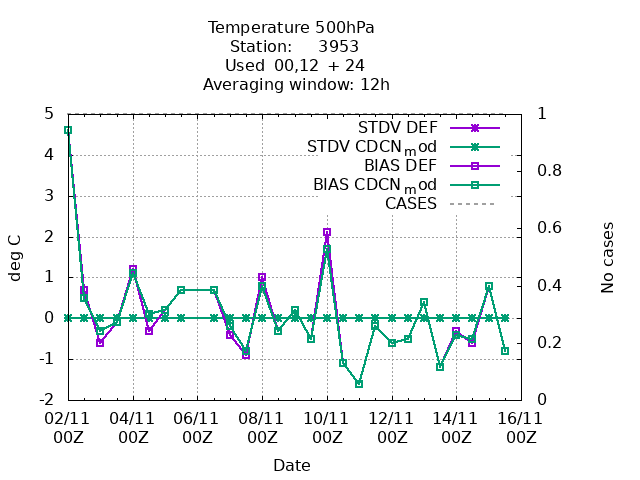 Temperature 500hPa
Station: 3953
Used 00,12 + 24
Averaging window: 12h
5
4
3
2
1
0
-1
-2
deg C
1
0.8
0.6
0.4
0.2
0
No cases
STDV DEF
STDV CDCNmod
BIAS DEF
BIAS CDCNmod
CASES
02/11 04/11 06/11 08/11 10/11 12/11 14/11 16/11
00Z 00Z 00Z 00Z 00Z 00Z 00Z 00Z
Date